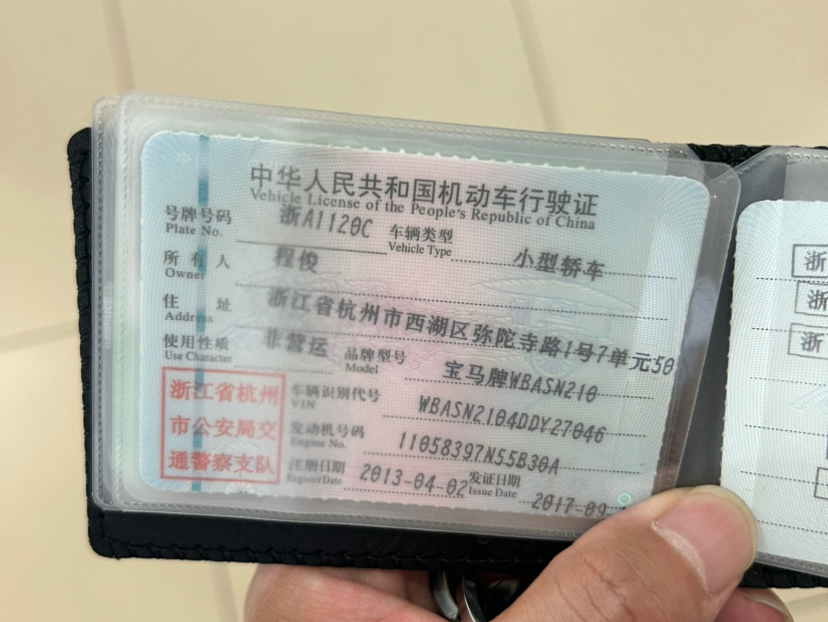 中华人民共和国机动车行驶证
Vehicle License of the People's Republic of China
号牌号码 浙A1120C 车辆类型 小型轿车
Plate No. Vehicle Type
所有人 程俊
Owner
住址 浙江省杭州市西湖区弥陀寺路1号7单元50
Address
使用性质 非营运 品牌型号 宝马牌WBASN210
Use Character Model
浙江省杭州
市公安局交
通警察支队
车辆识别代号 WBASN2104DDY27046
VIN
发动机号码 11058397N55B30A
Engine No.
注册日期 2013-04-02 发证日期 2017-09-
Register Date Issue Date
浙
浙
浙